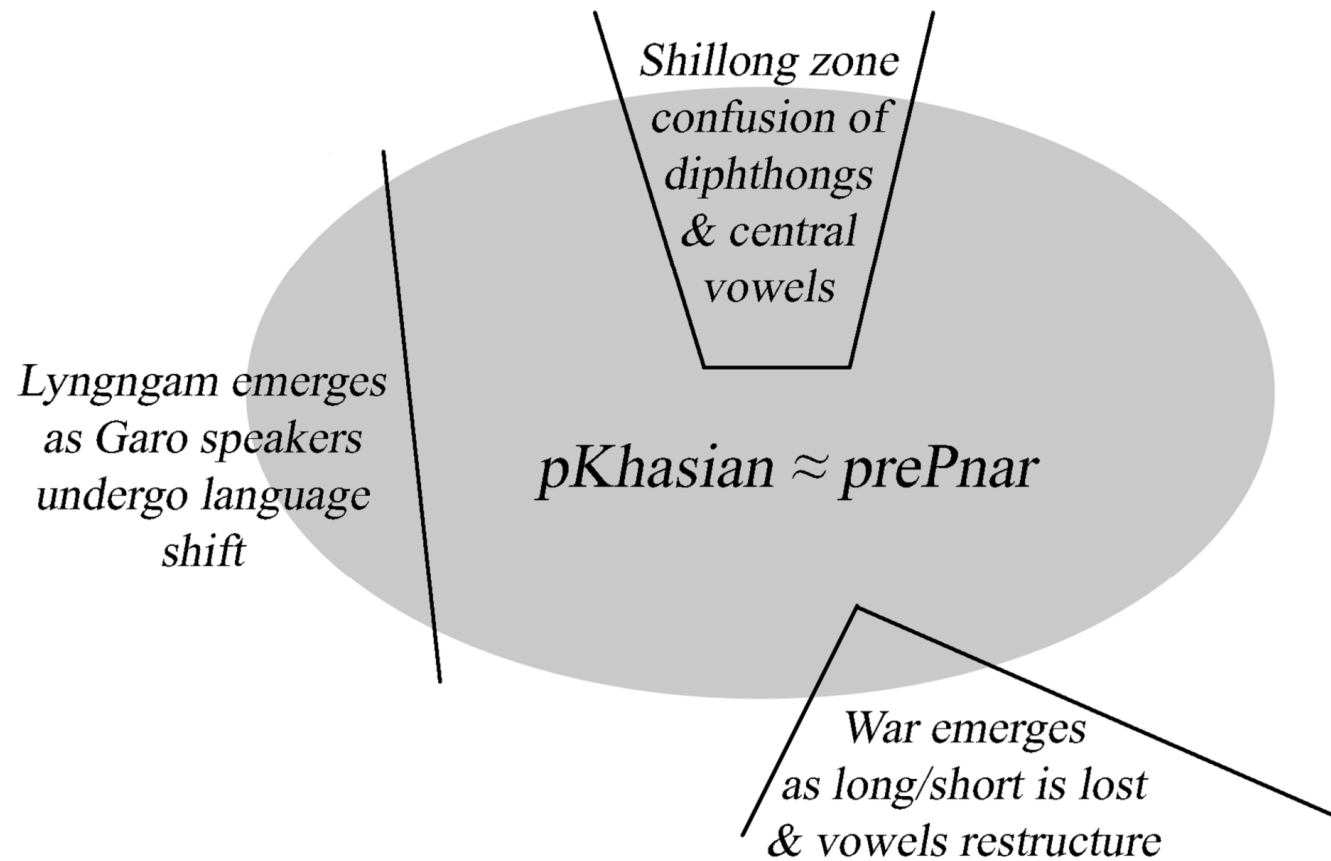 Shillong zone
confusion of
diphthongs
& central
vowels
Lyngngam emerges
as Garo speakers
undergo language
shift
pKhasian ≈ prePnar
War emerges
as long/short is lost
& vowels restructure